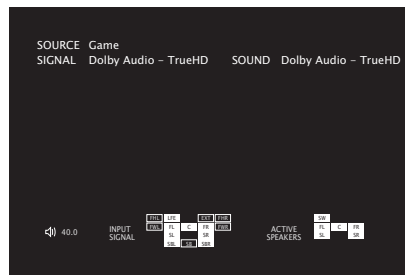 SOURCE Game
SIGNAL Dolby Audio – TrueHD SOUND Dolby Audio – TrueHD
FHL LFE EXT FHR SW
40.0 INPUT SIGNAL FWL FL C FR FWR ACTIVE SPEAKERS FL C FR
SL SR SL SR
SBL SB SBR